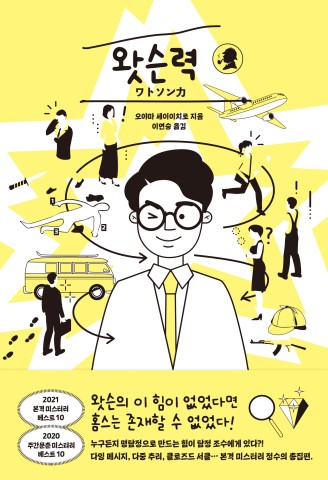 왓슨력
ワトソン力
오야마 세이이치로 지음
이연승 옮김
?
1
2
2021
본격 미스터리
베스트 10
2020
주간문춘 미스터리
베스트 10
왓슨의 이 힘이 없었다면
홈스는 존재할 수 없었다!
누구든지 명탐정으로 만드는 힘이 탐정 조수에게 있다?!
다잉 메시지, 다중 추리, 클로즈드 서클… 본격 미스터리 정수의 총집편.